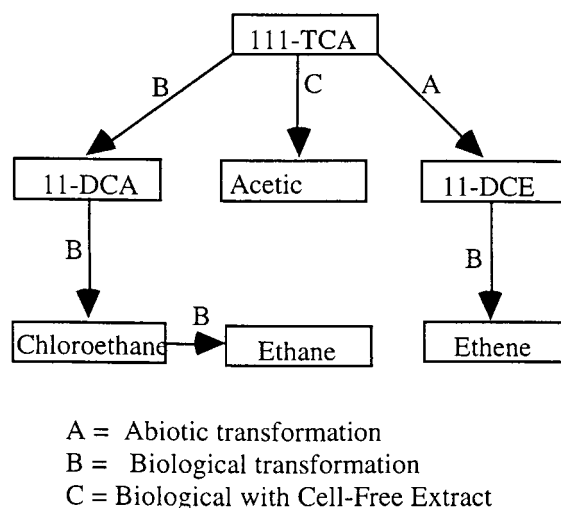 111-TCA
B
C
A
11-DCA
Acetic
11-DCE
B
B
Chloroethane
B
Ethane
Ethene
A = Abiotic transformation
B = Biological transformation
C = Biological with Cell-Free Extract